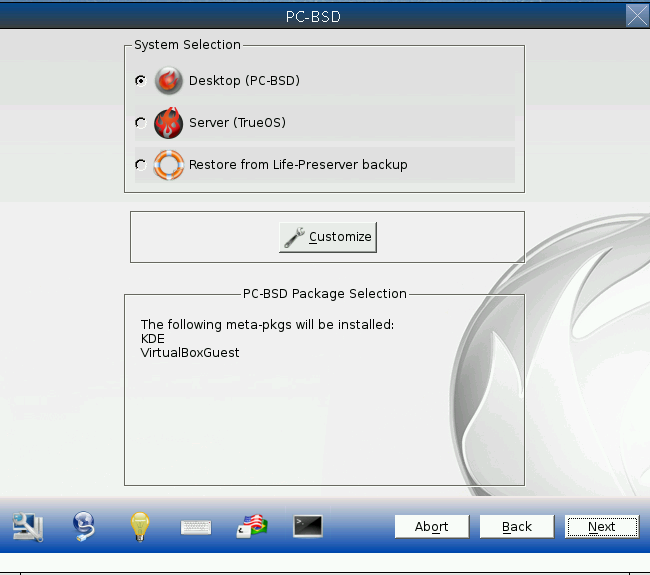 PC-BSD
System Selection
Desktop (PC-BSD)
Server (TrueOS)
Restore from Life-Preserver backup
Customize
PC-BSD Package Selection
The following meta-pkgs will be installed:
KDE
VirtualBoxGuest
Abort Back Next